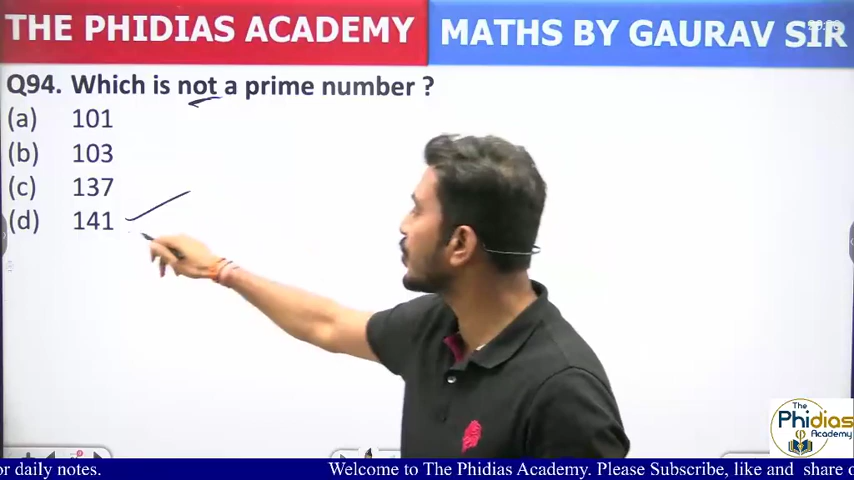 THE PHIDIAS ACADEMY
MATHS BY GAURAV SIR
Q94. Which is not a prime number ?
(a) 101
(b) 103
(c) 137
(d) 141
The
Phidias
Academy
or daily notes.
Welcome to The Phidias Academy. Please Subscribe, like and share o